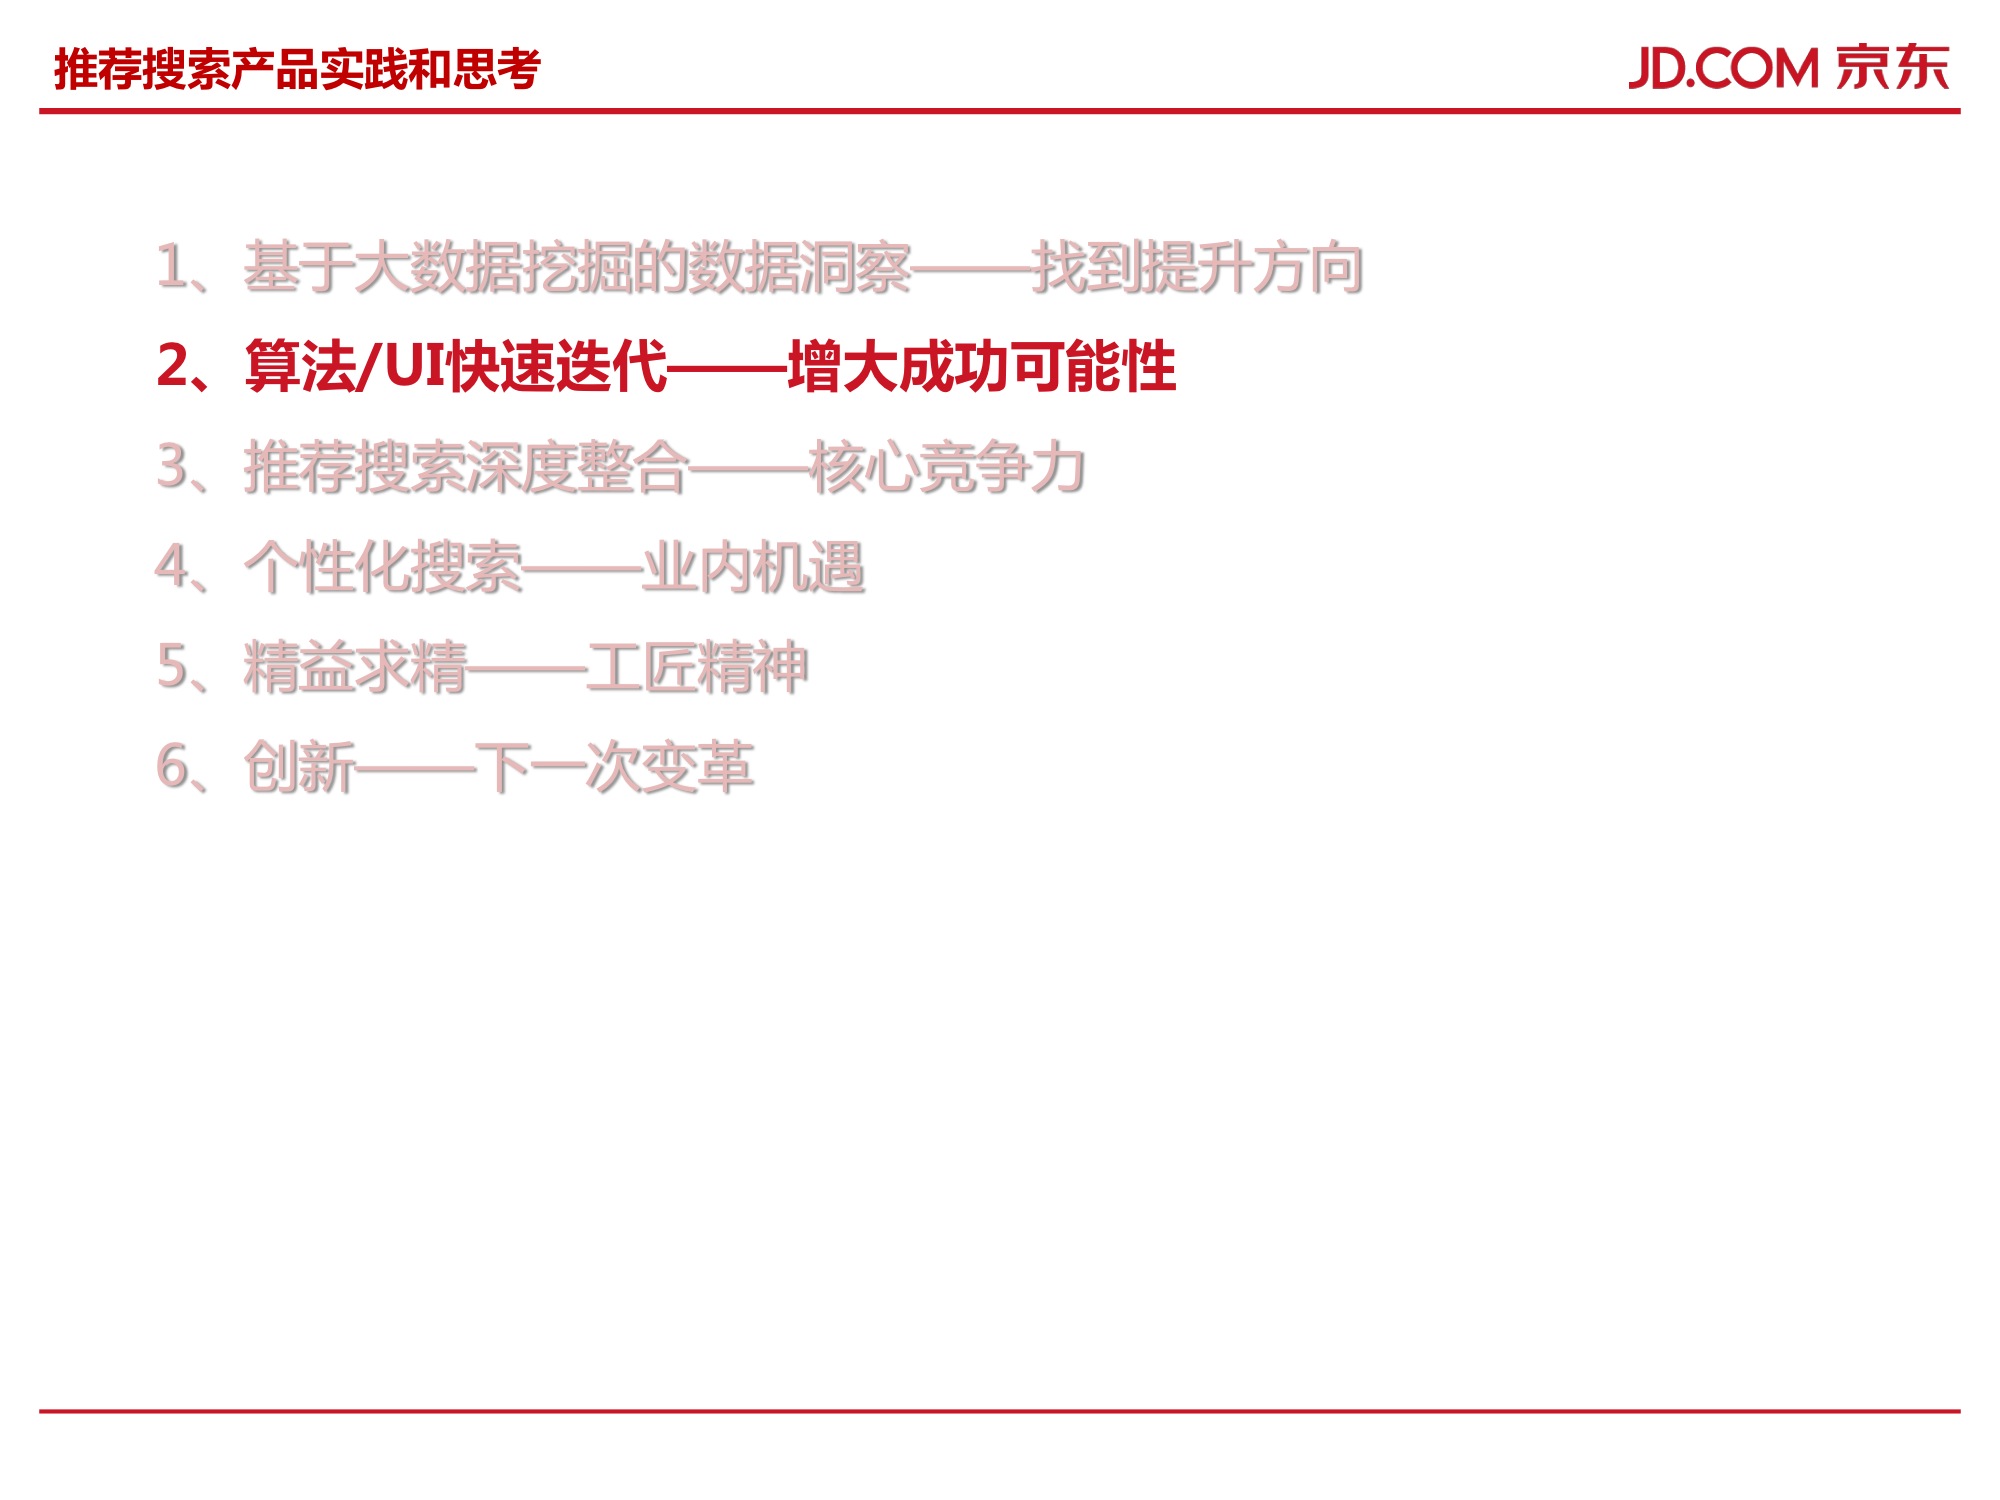 推荐搜索产品实践和思考
JD.COM 京东
1、基于大数据挖掘的数据洞察——找到提升方向
2、算法/UI快速迭代——增大成功可能性
3、推荐搜索深度整合——核心竞争力
4、个性化搜索——业内机遇
5、精益求精——工匠精神
6、创新——下一次变革